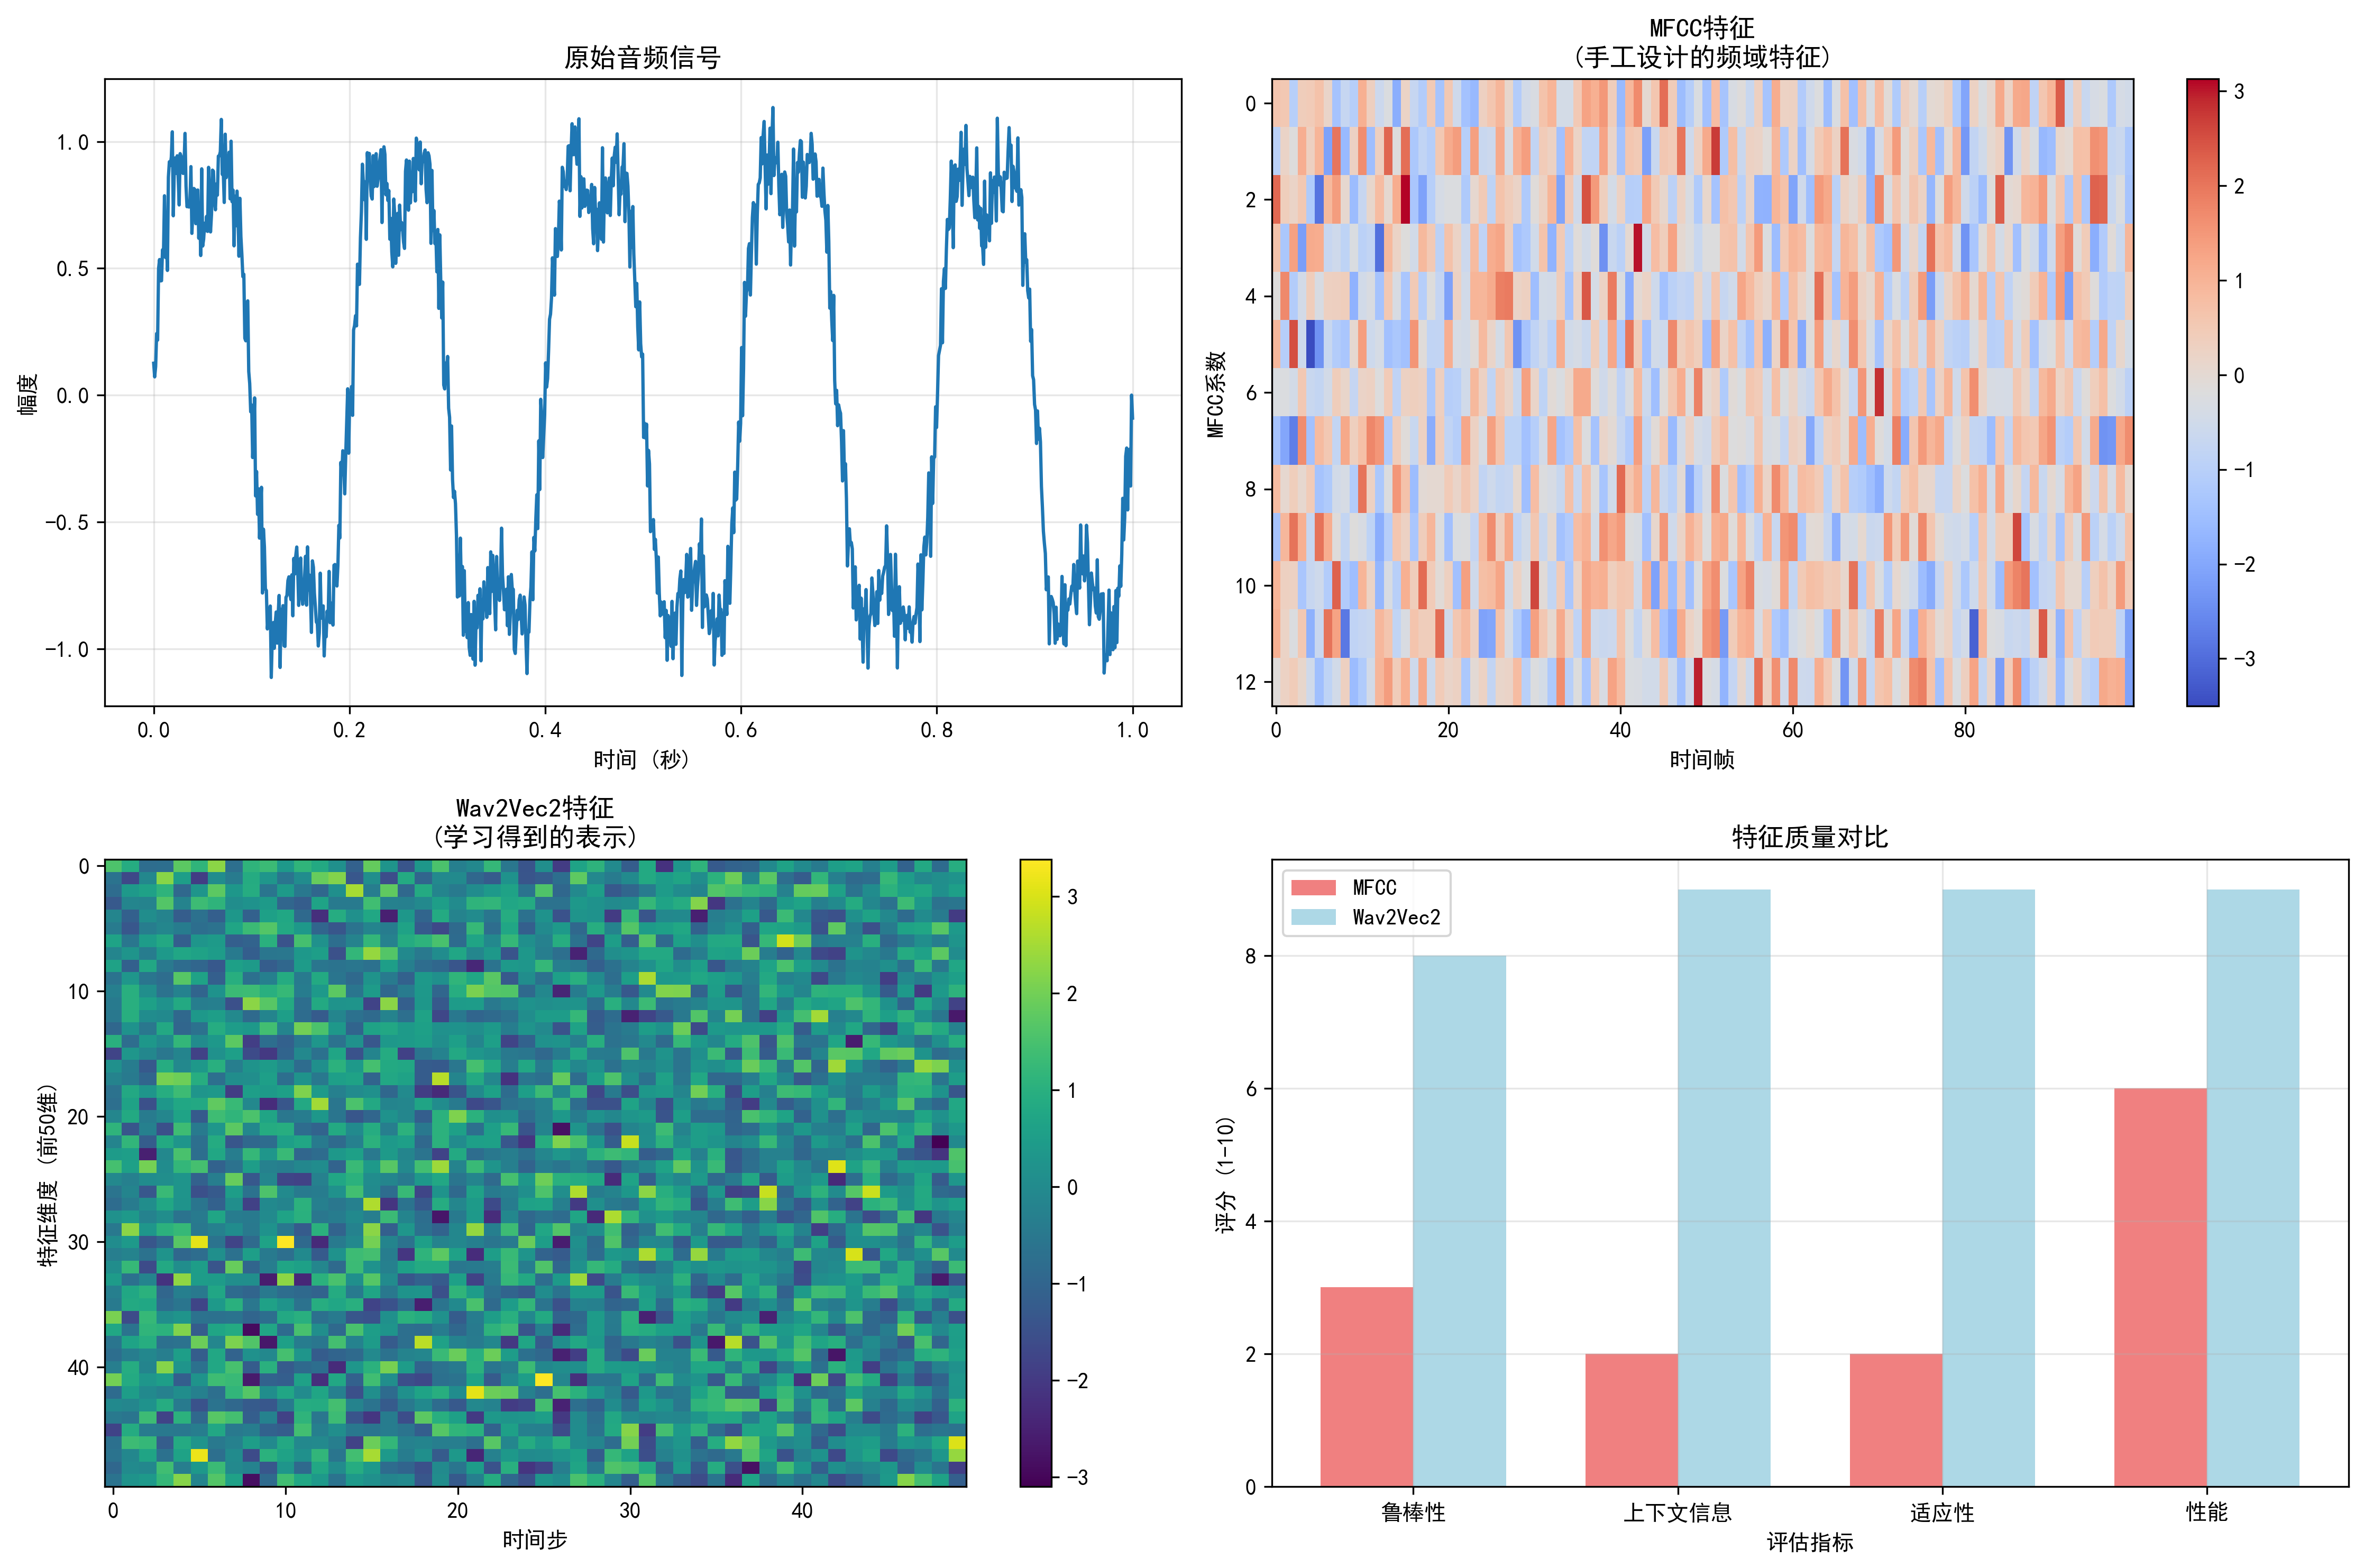 原始音频信号
1.0
0.5
0.0
−0.5
−1.0
幅度
0.0 0.2 0.4 0.6 0.8 1.0
时间 (秒)
MFCC特征
(手工设计的频域特征)
0
2
4
6
8
10
12
MFCC系数
0 20 40 60 80
时间帧
3
2
1
0
−1
−2
−3
Wav2Vec2特征
(学习得到的表示)
0
10
20
30
40
特征维度 (前50维)
0 10 20 30 40
时间步
3
2
1
0
−1
−2
−3
特征质量对比
MFCC
Wav2Vec2
8
6
4
2
0
评分 (1-10)
鲁棒性 上下文信息 适应性 性能
评估指标